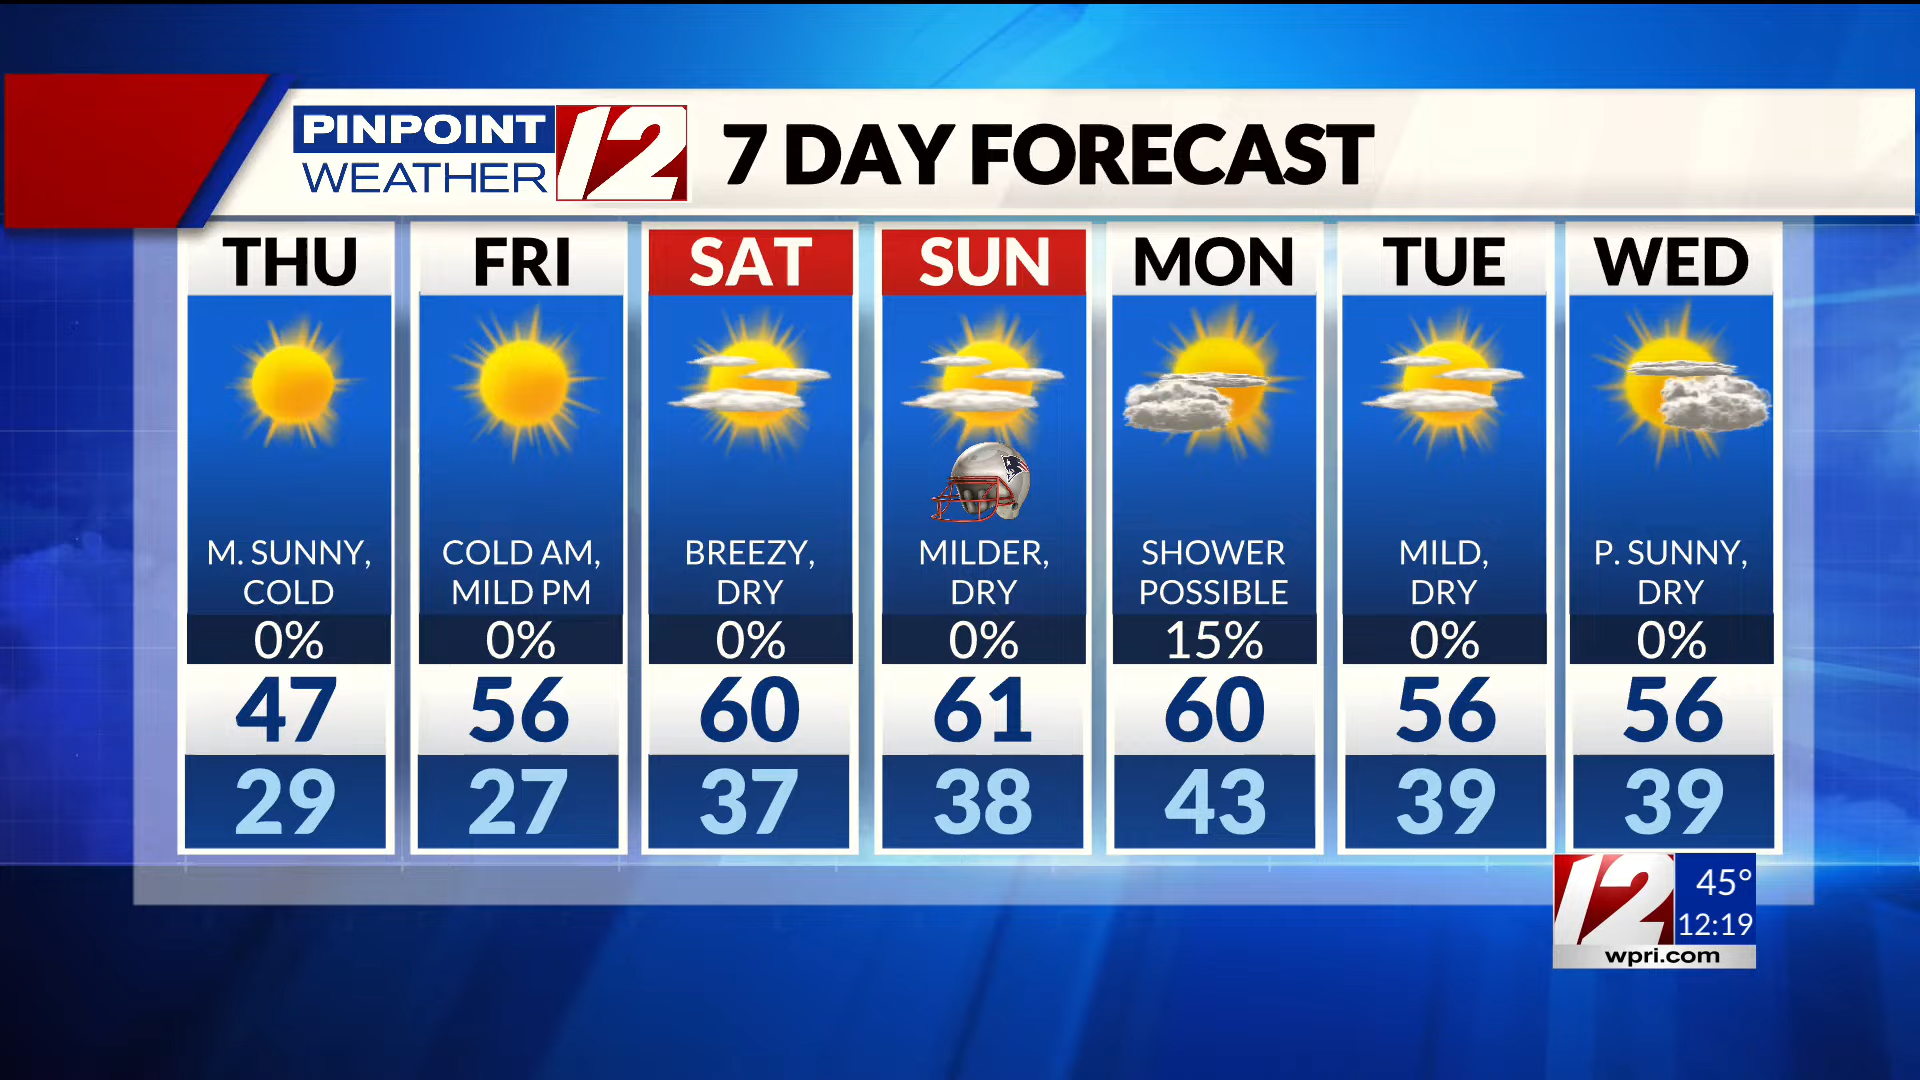 PINPOINT
WEATHER
12
7 DAY FORECAST
THU
FRI
SAT
SUN
MON
TUE
WED
M. SUNNY,
COLD
COLD AM,
MILD PM
BREEZY,
DRY
MILDER,
DRY
SHOWER
POSSIBLE
MILD,
DRY
P. SUNNY,
DRY
0%
0%
0%
0%
15%
0%
0%
47
56
60
61
60
56
56
29
27
37
38
43
39
39
12
45°
12:19
wpri.com